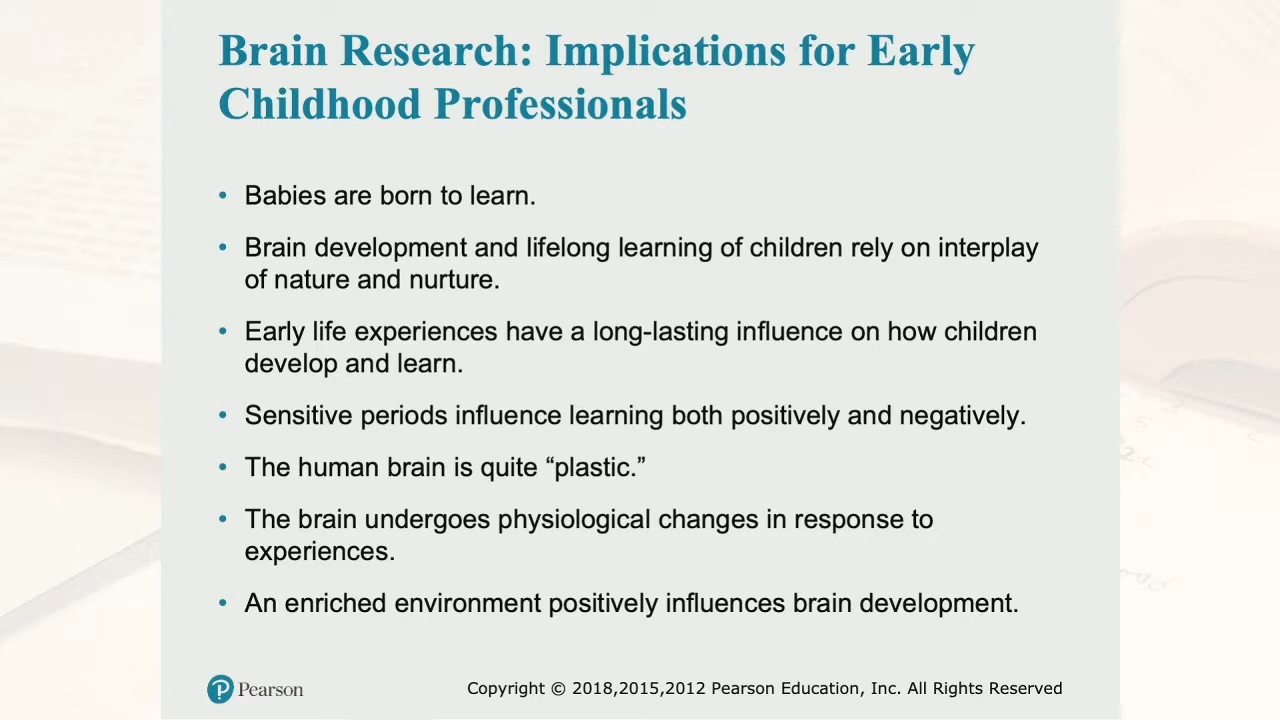 Brain Research: Implications for Early
Childhood Professionals
• Babies are born to learn.
• Brain development and lifelong learning of children rely on interplay
of nature and nurture.
• Early life experiences have a long-lasting influence on how children
develop and learn.
• Sensitive periods influence learning both positively and negatively.
• The human brain is quite “plastic.”
• The brain undergoes physiological changes in response to
experiences.
• An enriched environment positively influences brain development.
Pearson
Copyright © 2018,2015,2012 Pearson Education, Inc. All Rights Reserved